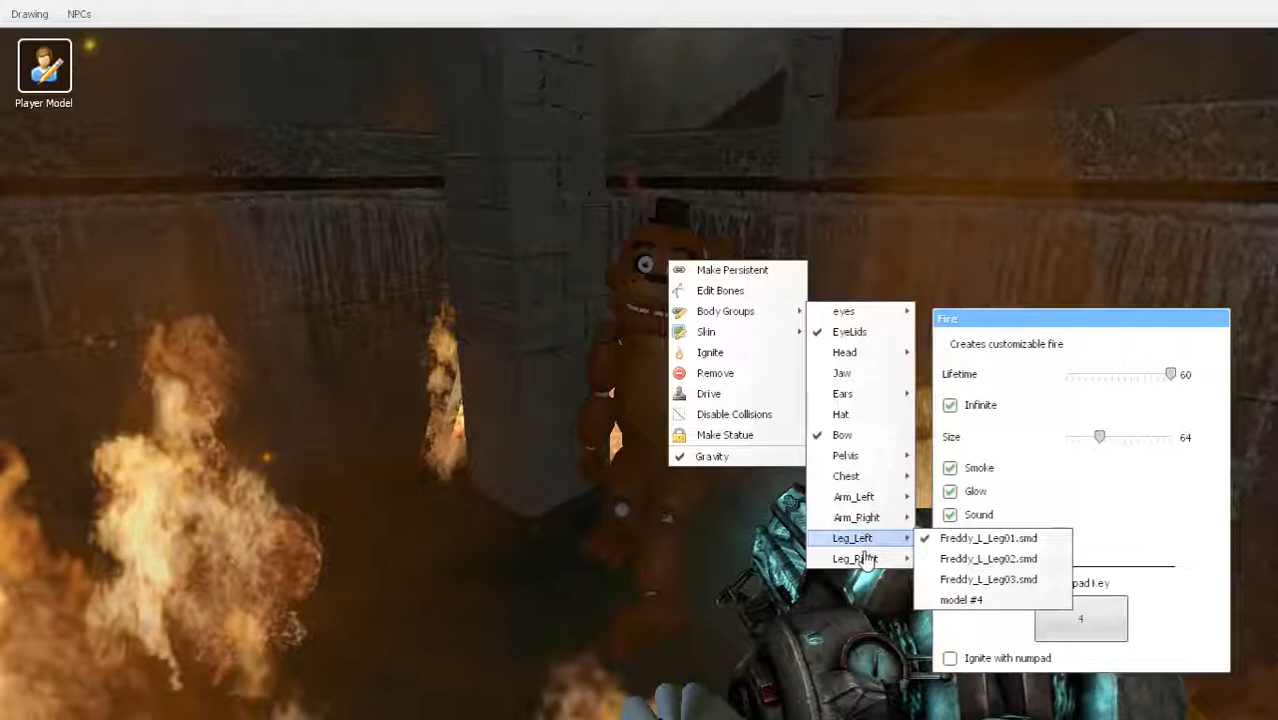 Drawing
NPCs
Player Model
Make Persistent
Edit Bones
Body Groups
Skin
Ignite
Remove
Drive
Disable Collisions
Make Statue
Gravity
eyes
EyeLids
Head
Jaw
Ears
Hat
Bow
Pelvis
Chest
Arm_Left
Arm_Right
Leg_Left
Leg_Right
Freddy_L_Leg01.smd
Freddy_L_Leg02.smd
Freddy_L_Leg03.smd
model #4
Fire
Creates customizable fire
Lifetime 60
Infinite
Size 64
Smoke
Glow
Sound
Key
4
Ignite with numpad